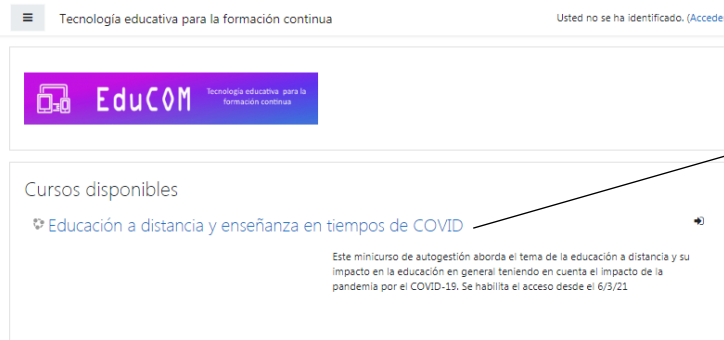 Tecnología educativa para la formación continua
Usted no se ha identificado. (Accede
EduCOM
Tecnología educativa para la
formación continua
Cursos disponibles
Educación a distancia y enseñanza en tiempos de COVID
Este minicurso de autogestión aborda el tema de la educación a distancia y su
impacto en la educación en general teniendo en cuenta el impacto de la
pandemia por el COVID-19. Se habilita el acceso desde el 6/3/21